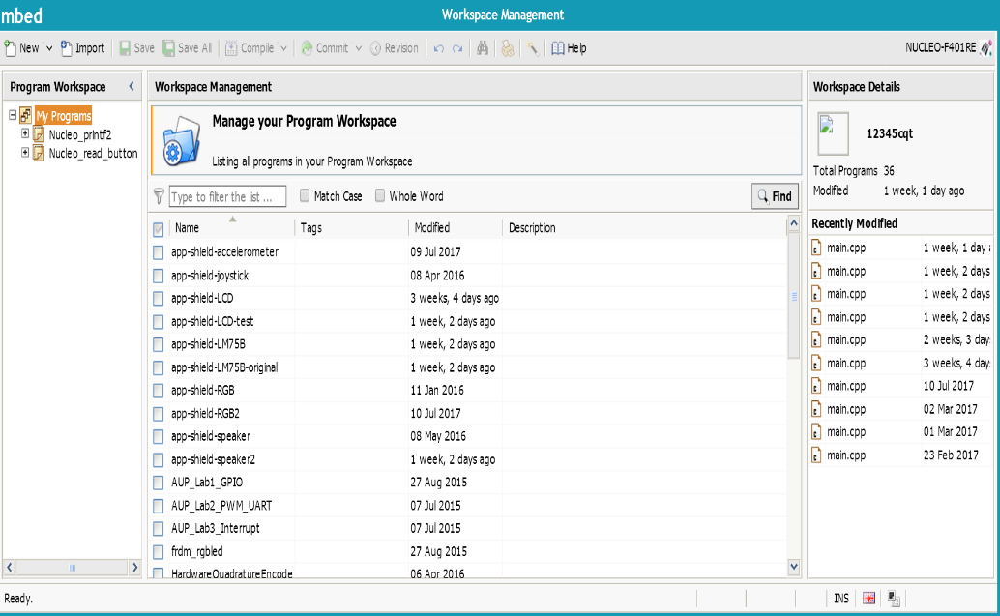 mbed
Workspace Management
New Import Save Save All Compile Commit Revision Help NUCLEO-F401RE
Program Workspace
My Programs
Nucleo_printf2
Nucleo_read_button
Workspace Management
Manage your Program Workspace
Listing all programs in your Program Workspace
Type to filter the list ... Match Case Whole Word Find
Name Tags Modified Description
app-shield-accelerometer 09 Jul 2017
app-shield-joystick 08 Apr 2016
app-shield-LCD 3 weeks, 4 days ago
app-shield-LCD-test 1 week, 2 days ago
app-shield-LM75B 1 week, 2 days ago
app-shield-LM75B-original 1 week, 2 days ago
app-shield-RGB 11 Jan 2016
app-shield-RGB2 10 Jul 2017
app-shield-speaker 08 May 2016
app-shield-speaker2 1 week, 2 days ago
AUP_Lab1_GPIO 27 Aug 2015
AUP_Lab2_PWM_UART 07 Jul 2015
AUP_Lab3_Interrupt 07 Jul 2015
frdm_rgbled 27 Aug 2015
HardwareQuadratureEncode 06 Apr 2016
Workspace Details
12345cqt
Total Programs 36
Modified 1 week, 1 day ago
Recently Modified
main.cpp 1 week, 1 day
main.cpp 1 week, 2 days
main.cpp 1 week, 2 days
main.cpp 1 week, 2 days
main.cpp 2 weeks, 3 day
main.cpp 3 weeks, 4 day
main.cpp 10 Jul 2017
main.cpp 02 Mar 2017
main.cpp 01 Mar 2017
main.cpp 23 Feb 2017
Ready. INS